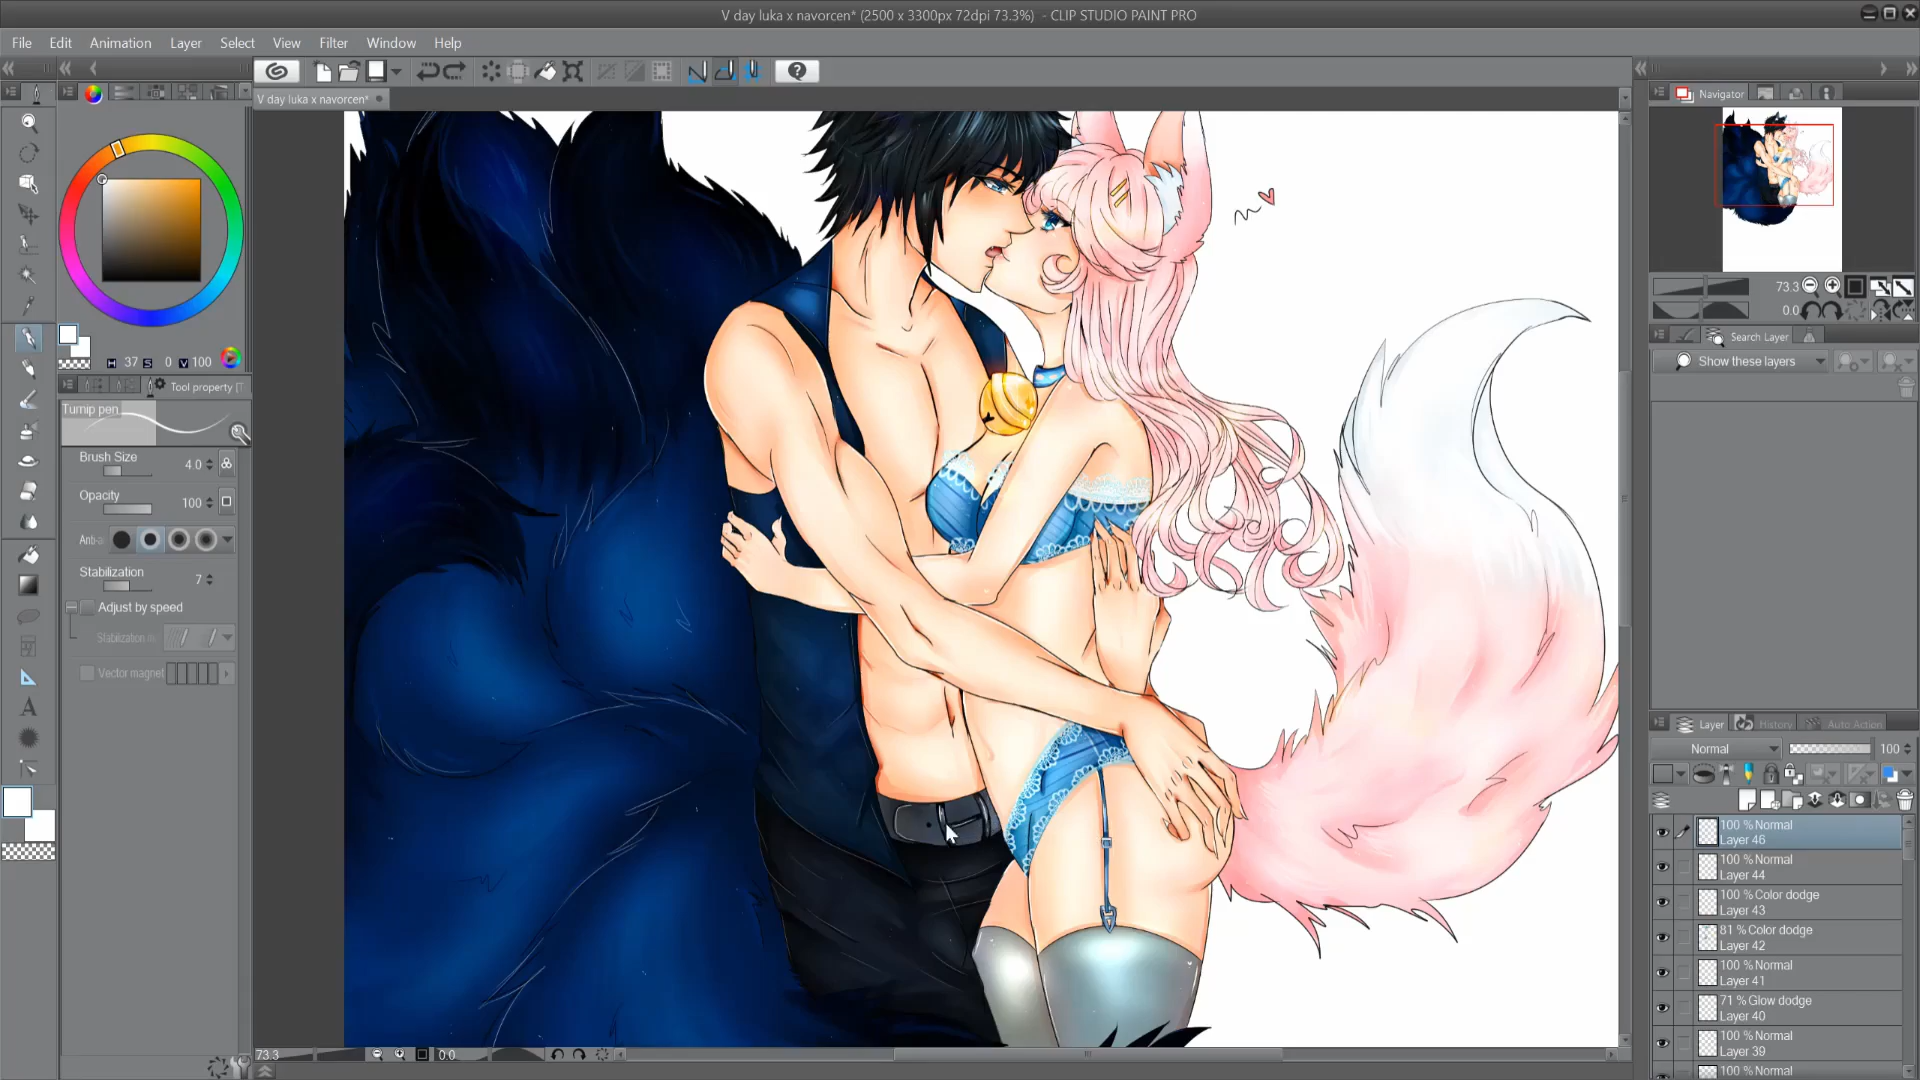 V day luka x navorcen* (2500 x 3300px 72dpi 73.3%) - CLIP STUDIO PAINT PRO
File Edit Animation Layer Select View Filter Window Help
V day luka x navorcen*
Navigator
73.3
0.0
Search Layer
Show these layers
H 37 S 0 V 100
Tool property [T
Turnip pen
Brush Size 4.0
Opacity 100
Anti-a
Stabilization 7
Adjust by speed
Stabilization
Vector magnet
Layer History Auto Action
Normal 100
100 % Normal
Layer 46
100 % Normal
Layer 44
100 % Color dodge
Layer 43
81 % Color dodge
Layer 42
100 % Normal
Layer 41
71 % Glow dodge
Layer 40
100 % Normal
Layer 39
100 % Normal
73.3 0.0